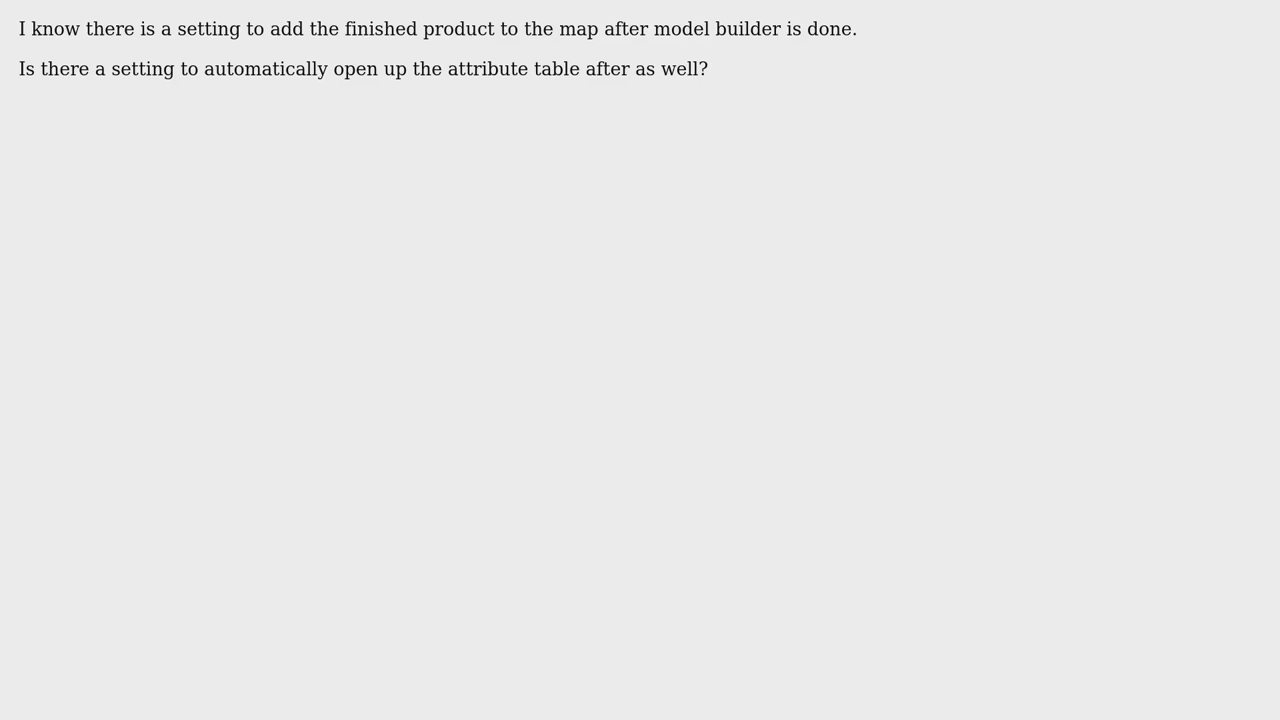 I know there is a setting to add the finished product to the map after model builder is done.
Is there a setting to automatically open up the attribute table after as well?